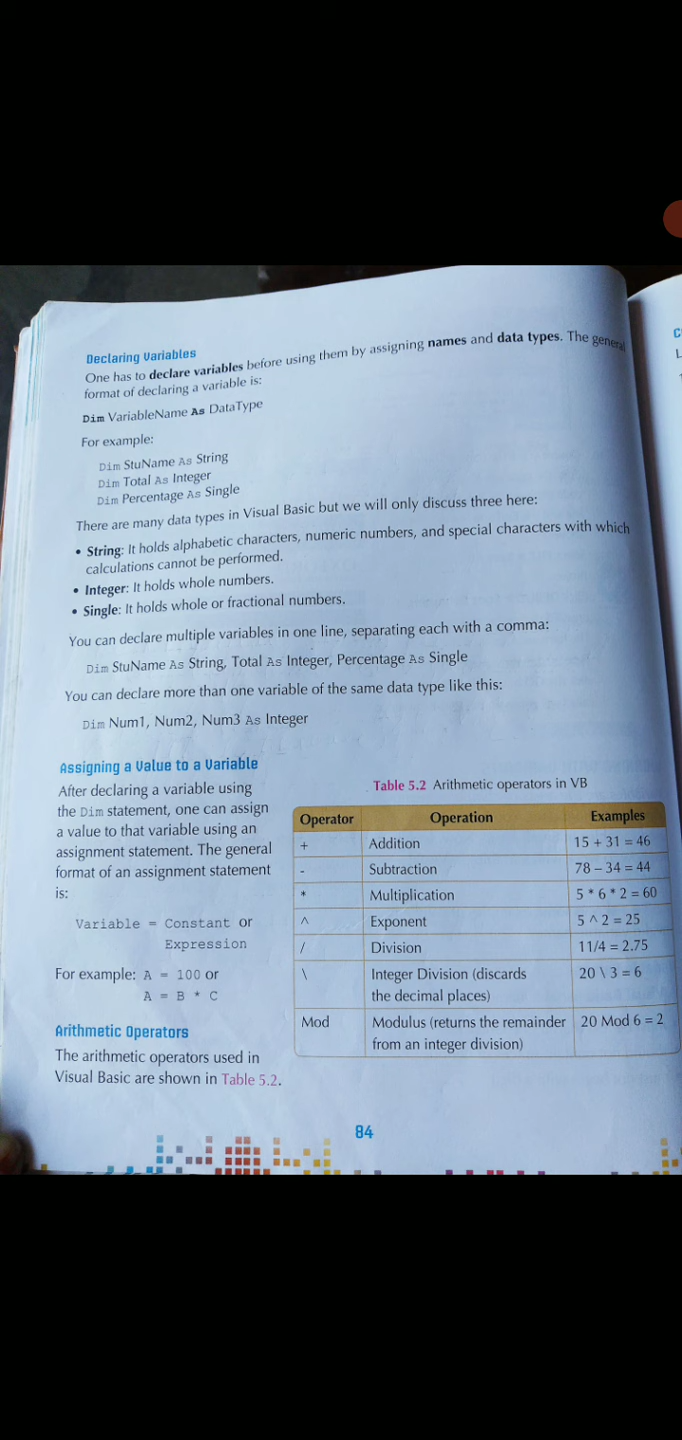 Declaring Variables
One has to declare variables before using them by assigning names and data types. The general
format of declaring a variable is:
Dim VariableName As DataType
For example:
Dim StuName As String
Dim Total As Integer
Dim Percentage As Single
There are many data types in Visual Basic but we will only discuss three here:
• String: It holds alphabetic characters, numeric numbers, and special characters with which
calculations cannot be performed.
• Integer: It holds whole numbers.
• Single: It holds whole or fractional numbers.
You can declare multiple variables in one line, separating each with a comma:
Dim StuName As String, Total As Integer, Percentage As Single
You can declare more than one variable of the same data type like this:
Dim Num1, Num2, Num3 As Integer
Assigning a Value to a Variable
After declaring a variable using
the Dim statement, one can assign
a value to that variable using an
assignment statement. The general
format of an assignment statement
is:
Variable = Constant or
Expression
For example: A = 100 or
A = B * C
Arithmetic Operators
The arithmetic operators used in
Visual Basic are shown in Table 5.2.
Table 5.2 Arithmetic operators in VB
Operator Operation Examples
+ Addition 15 + 31 = 46
- Subtraction 78 – 34 = 44
* Multiplication 5 * 6 * 2 = 60
^ Exponent 5 ^ 2 = 25
/ Division 11/4 = 2.75
\ Integer Division (discards 20 \ 3 = 6
the decimal places)
Mod Modulus (returns the remainder 20 Mod 6 = 2
from an integer division)
84